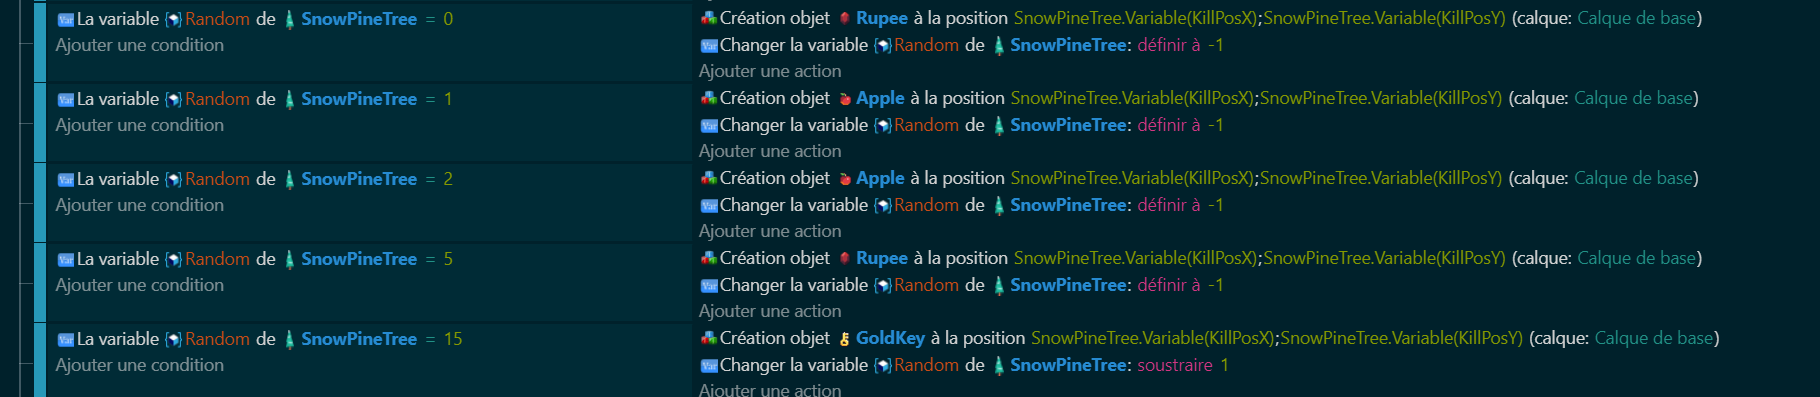 La variable Random de SnowPineTree = 0
Ajouter une condition
Création objet Rupee à la position SnowPineTree.Variable(KillPosX);SnowPineTree.Variable(KillPosY) (calque: Calque de base)
Var Changer la variable Random de SnowPineTree: définir à -1
Ajouter une action
Var La variable Random de SnowPineTree = 1
Ajouter une condition
Création objet Apple à la position SnowPineTree.Variable(KillPosX);SnowPineTree.Variable(KillPosY) (calque: Calque de base)
Var Changer la variable Random de SnowPineTree: définir à -1
Ajouter une action
Var La variable Random de SnowPineTree = 2
Ajouter une condition
Création objet Apple à la position SnowPineTree.Variable(KillPosX);SnowPineTree.Variable(KillPosY) (calque: Calque de base)
Var Changer la variable Random de SnowPineTree: définir à -1
Ajouter une action
Var La variable Random de SnowPineTree = 5
Ajouter une condition
Création objet Rupee à la position SnowPineTree.Variable(KillPosX);SnowPineTree.Variable(KillPosY) (calque: Calque de base)
Var Changer la variable Random de SnowPineTree: définir à -1
Ajouter une action
Var La variable Random de SnowPineTree = 15
Ajouter une condition
Création objet GoldKey à la position SnowPineTree.Variable(KillPosX);SnowPineTree.Variable(KillPosY) (calque: Calque de base)
Var Changer la variable Random de SnowPineTree: soustraire 1
Ajouter une action